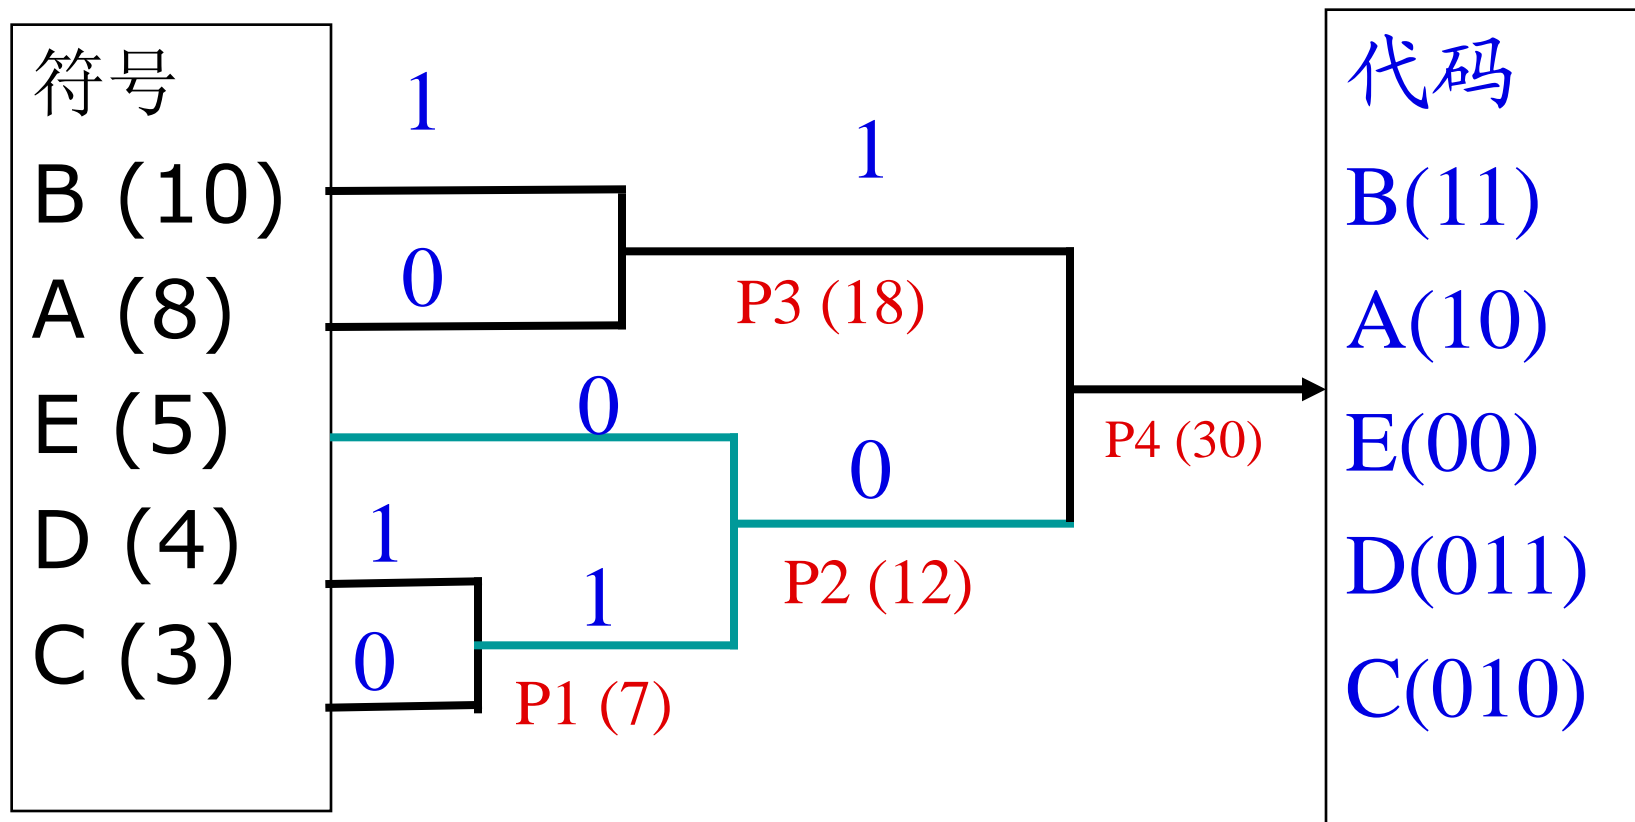 符号
B (10)
A (8)
E (5)
D (4)
C (3)
1
0
1
0
0
1
1
0
P3 (18)
P2 (12)
P1 (7)
P4 (30)
代码
B(11)
A(10)
E(00)
D(011)
C(010)